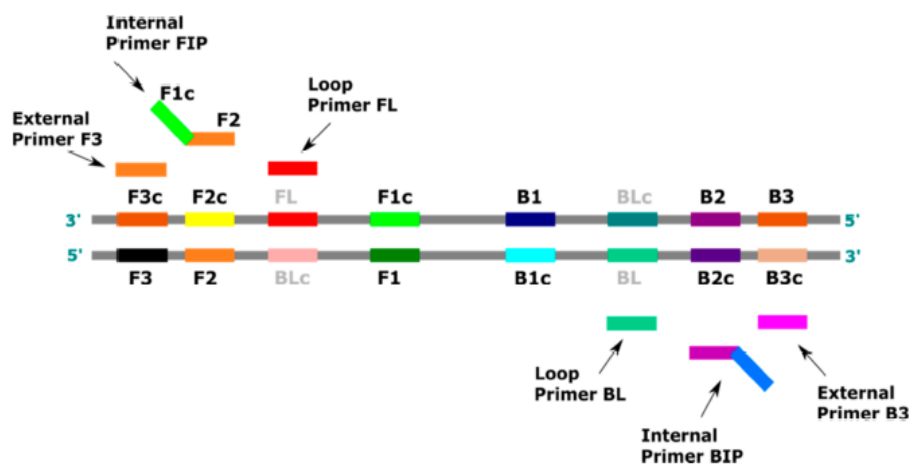 Internal
Primer FIP
F1c
F2
Loop
Primer FL
External
Primer F3
F3c F2c FL F1c B1 BLc B2 B3
3' 5'
5' 3'
F3 F2 BLc F1 B1c BL B2c B3c
Loop
Primer BL
Internal
Primer BIP
External
Primer B3